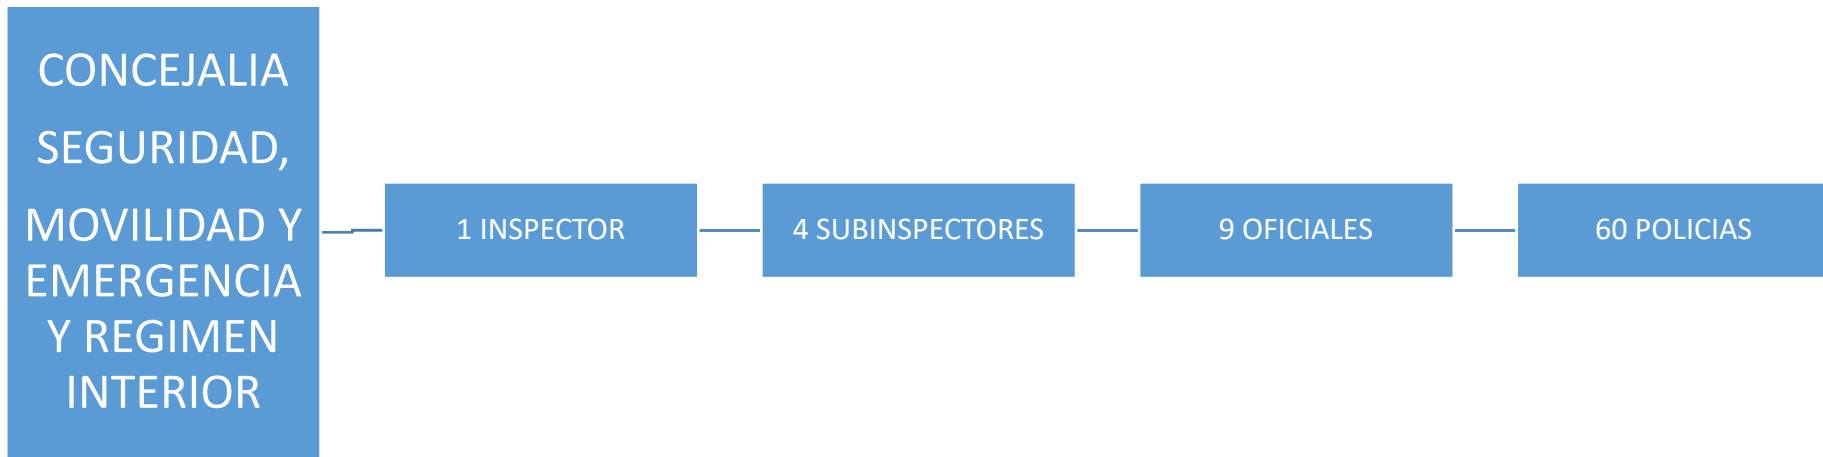 CONCEJALIA
SEGURIDAD,
MOVILIDAD Y
EMERGENCIA
Y REGIMEN
INTERIOR
1 INSPECTOR
4 SUBINSPECTORES
9 OFICIALES
60 POLICIAS